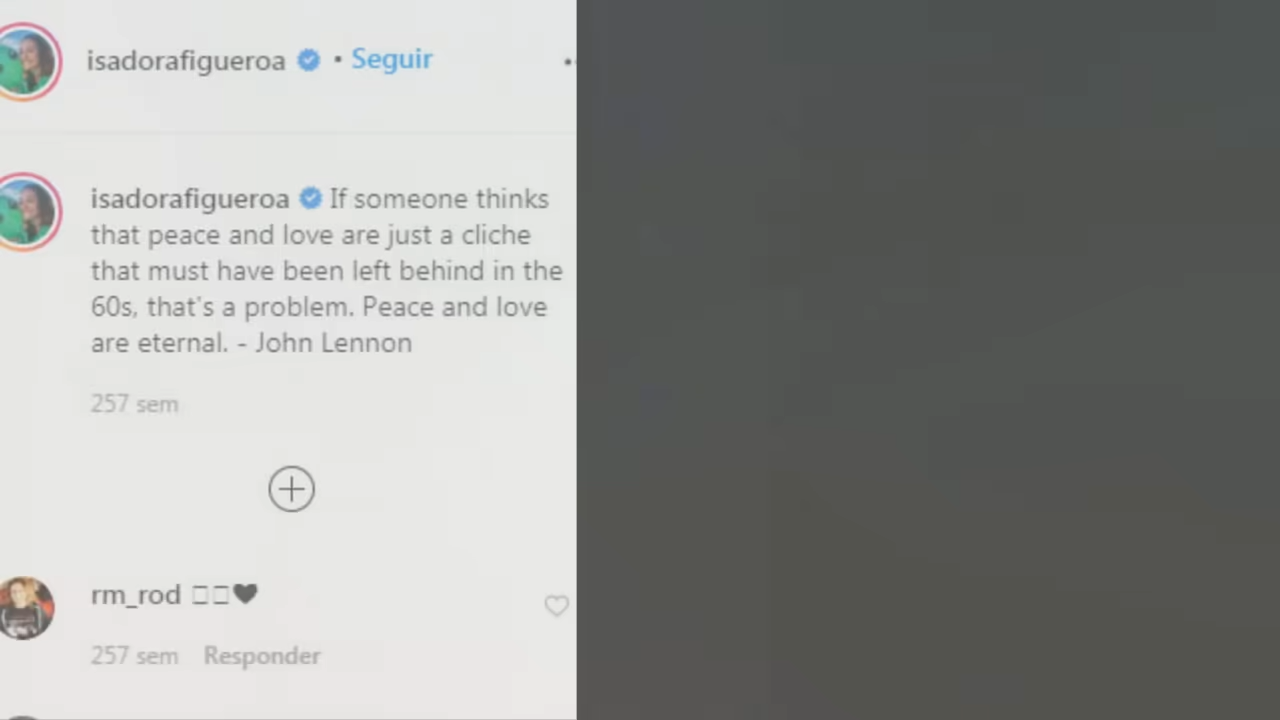 isadorafigueroa • Seguir
isadorafigueroa If someone thinks
that peace and love are just a cliche
that must have been left behind in the
60s, that's a problem. Peace and love
are eternal. - John Lennon
257 sem
rm_rod □□♥
257 sem Responder